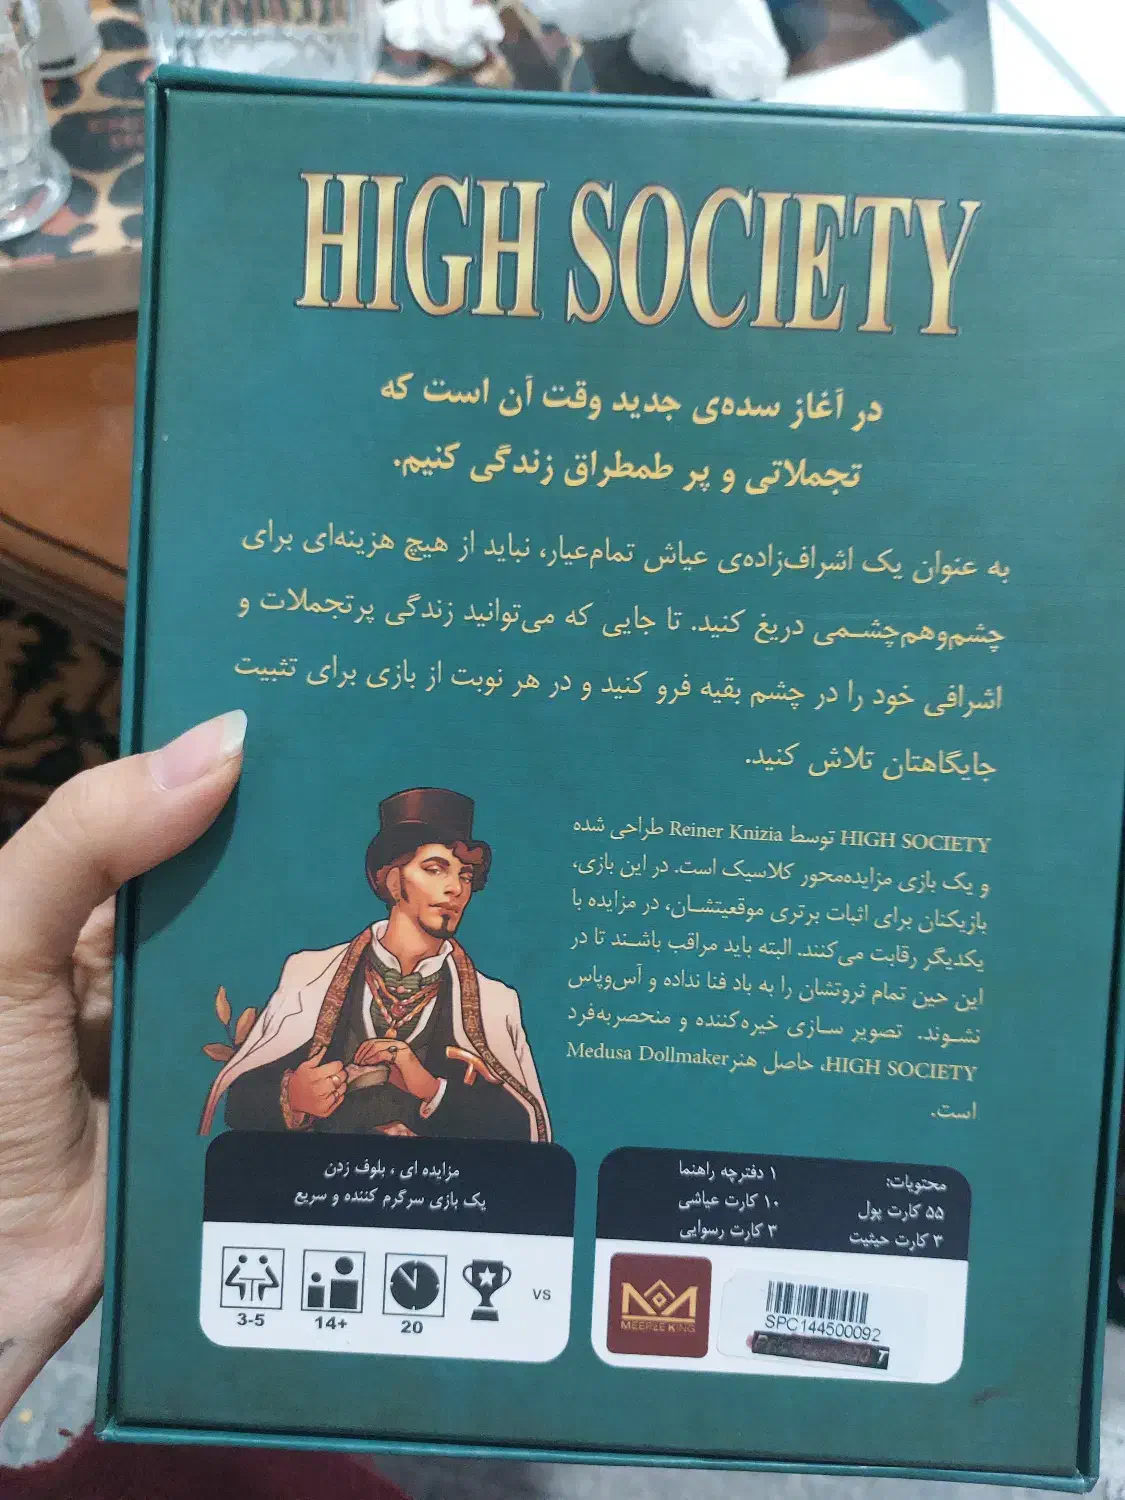 HIGH SOCIETY
در آغاز سده‌ی جدید وقت آن است که
تجملاتی و پر طمطراق زندگی کنیم.
به عنوان یک اشراف‌زاده‌ی عیاش تمام‌عیار، نباید از هیچ هزینه‌ای برای
چشم‌وهم‌چشمی دریغ کنید. تا جایی که می‌توانید زندگی پرتجملات و
اشرافی خود را در چشم بقیه فرو کنید و در هر نوبت از بازی برای تثبیت
جایگاهتان تلاش کنید.
HIGH SOCIETY توسط Reiner Knizia طراحی شده
و یک بازی مزایده‌محور کلاسیک است. در این بازی،
بازیکنان برای اثبات برتری موقعیتشان، در مزایده با
یکدیگر رقابت می‌کنند. البته باید مراقب باشند تا در
این حین تمام ثروتشان را به باد فنا نداده و آس‌وپاس
نشوند. تصویر سازی خیره‌کننده و منحصربه‌فرد
HIGH SOCIETY، حاصل هنر Medusa Dollmaker
است.
محتویات:
۵۵ کارت پول
۳ کارت حیثیت
۱ دفترچه راهنما
۱۰ کارت عیاشی
۳ کارت رسوایی
مزایده ای ، بلوف زدن
یک بازی سرگرم کننده و سریع
3-5
14+
20
VS
MEEPLE KING
SPC144500092